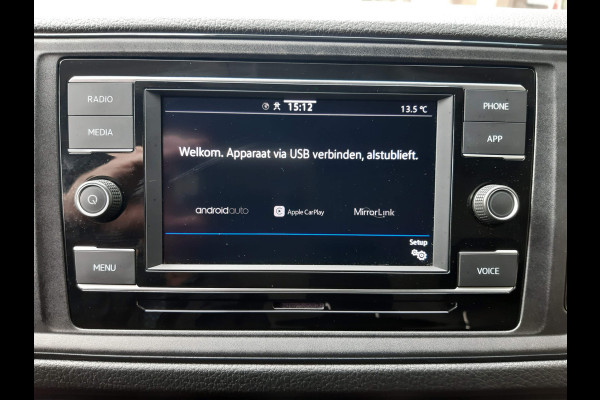 RADIO
MEDIA
MENU
15:12
13.5 °C
Welkom. Apparaat via USB verbinden, alstublieft.
androidauto
Apple CarPlay
MirrorLink
Setup
PHONE
APP
VOICE